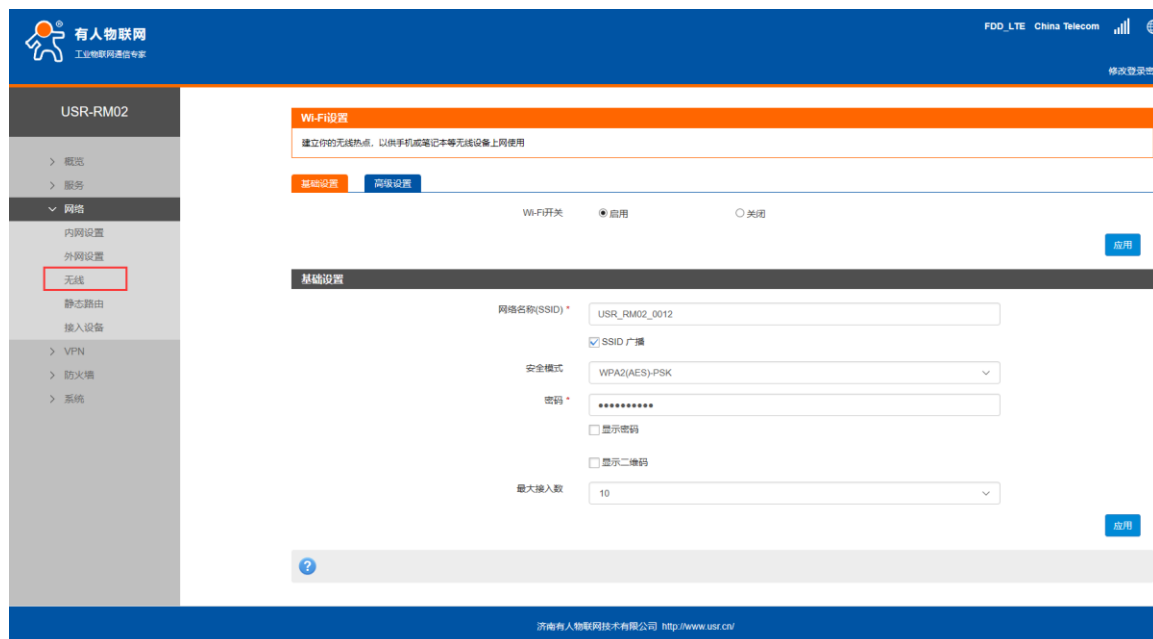 有人物联网
工业物联网通信专家
FDD_LTE China Telecom
修改登录密
USR-RM02
概览
服务
网络
内网设置
外网设置
无线
静态路由
接入设备
VPN
防火墙
系统
Wi-Fi设置
建立你的无线热点，以供手机或笔记本等无线设备上网使用
基础设置 高级设置
Wi-Fi开关 启用 关闭
应用
基础设置
网络名称(SSID) * USR_RM02_0012
SSID 广播
安全模式 WPA2(AES)-PSK
密码 * ••••••••••
显示密码
显示二维码
最大接入数 10
应用
济南有人物联网技术有限公司 http://www.usr.cn/